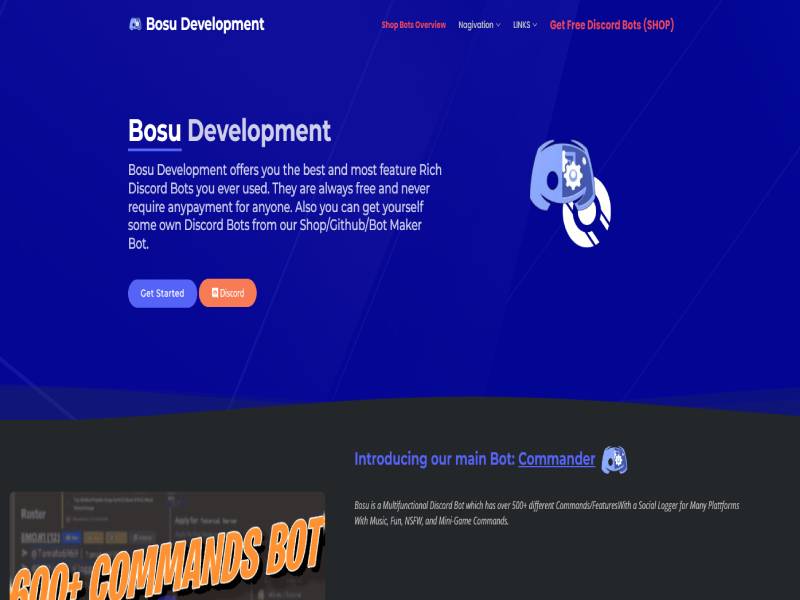 Bosu Development
Shop Bots Overview
Nagivation
LINKS
Get Free Discord Bots (SHOP)
Bosu Development
Bosu Development offers you the best and most feature Rich
Discord Bots you ever used. They are always free and never
require anypayment for anyone. Also you can get yourself
some own Discord Bots from our Shop/Github/Bot Maker
Bot.
Get Started
Discord
Introducing our main Bot: Commander
Bosu is a Multifunctional Discord Bot which has over 500+ different Commands/FeaturesWith a Social Logger for Many Plattforms
With Music, Fun, NSFW, and Mini-Game Commands.
Roster
600+ COMMANDS BOT